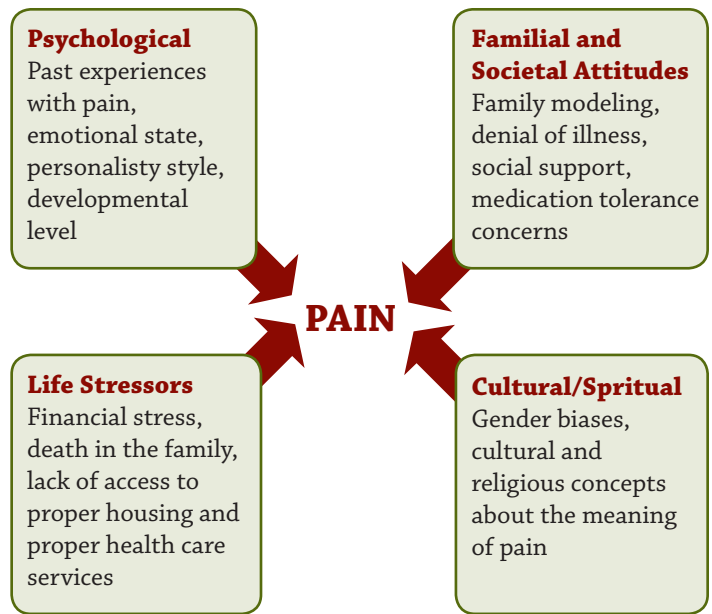 Psychological
Past experiences
with pain,
emotional state,
personalisty style,
developmental
level
Familial and
Societal Attitudes
Family modeling,
denial of illness,
social support,
medication tolerance
concerns
PAIN
Life Stressors
Financial stress,
death in the family,
lack of access to
proper housing and
proper health care
services
Cultural/Spritual
Gender biases,
cultural and
religious concepts
about the meaning
of pain